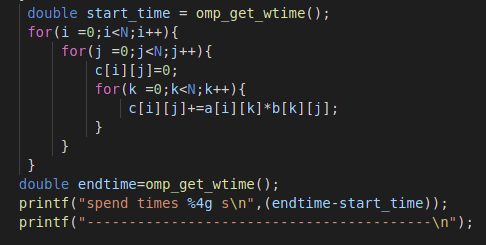 double start_time = omp_get_wtime();
for(i =0;i<N;i++){
for(j =0;j<N;j++){
c[i][j]=0;
for(k =0;k<N;k++){
c[i][j]+=a[i][k]*b[k][j];
}
}
}
double endtime=omp_get_wtime();
printf("spend times %4g s\n",(endtime-start_time));
printf("-----------------------------------------\n");